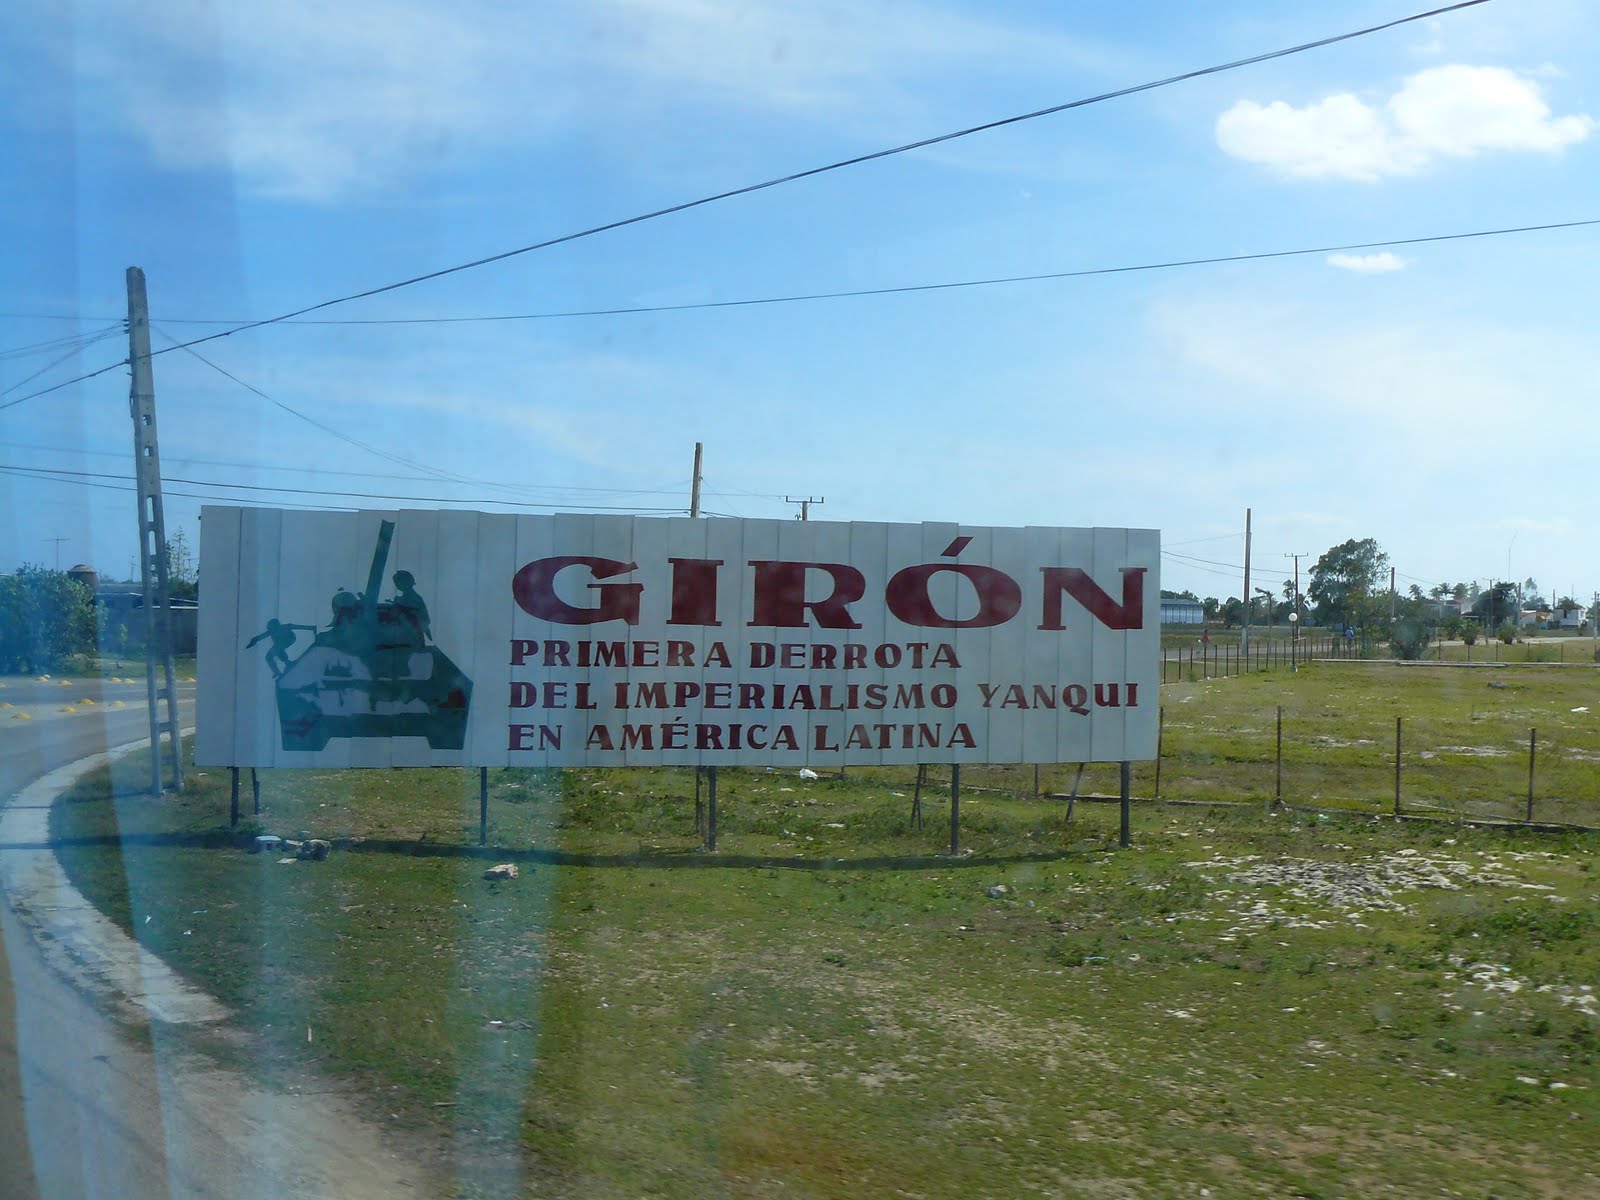 GIRÓN
PRIMERA DERROTA
DEL IMPERIALISMO YANQUI
EN AMÉRICA LATINA